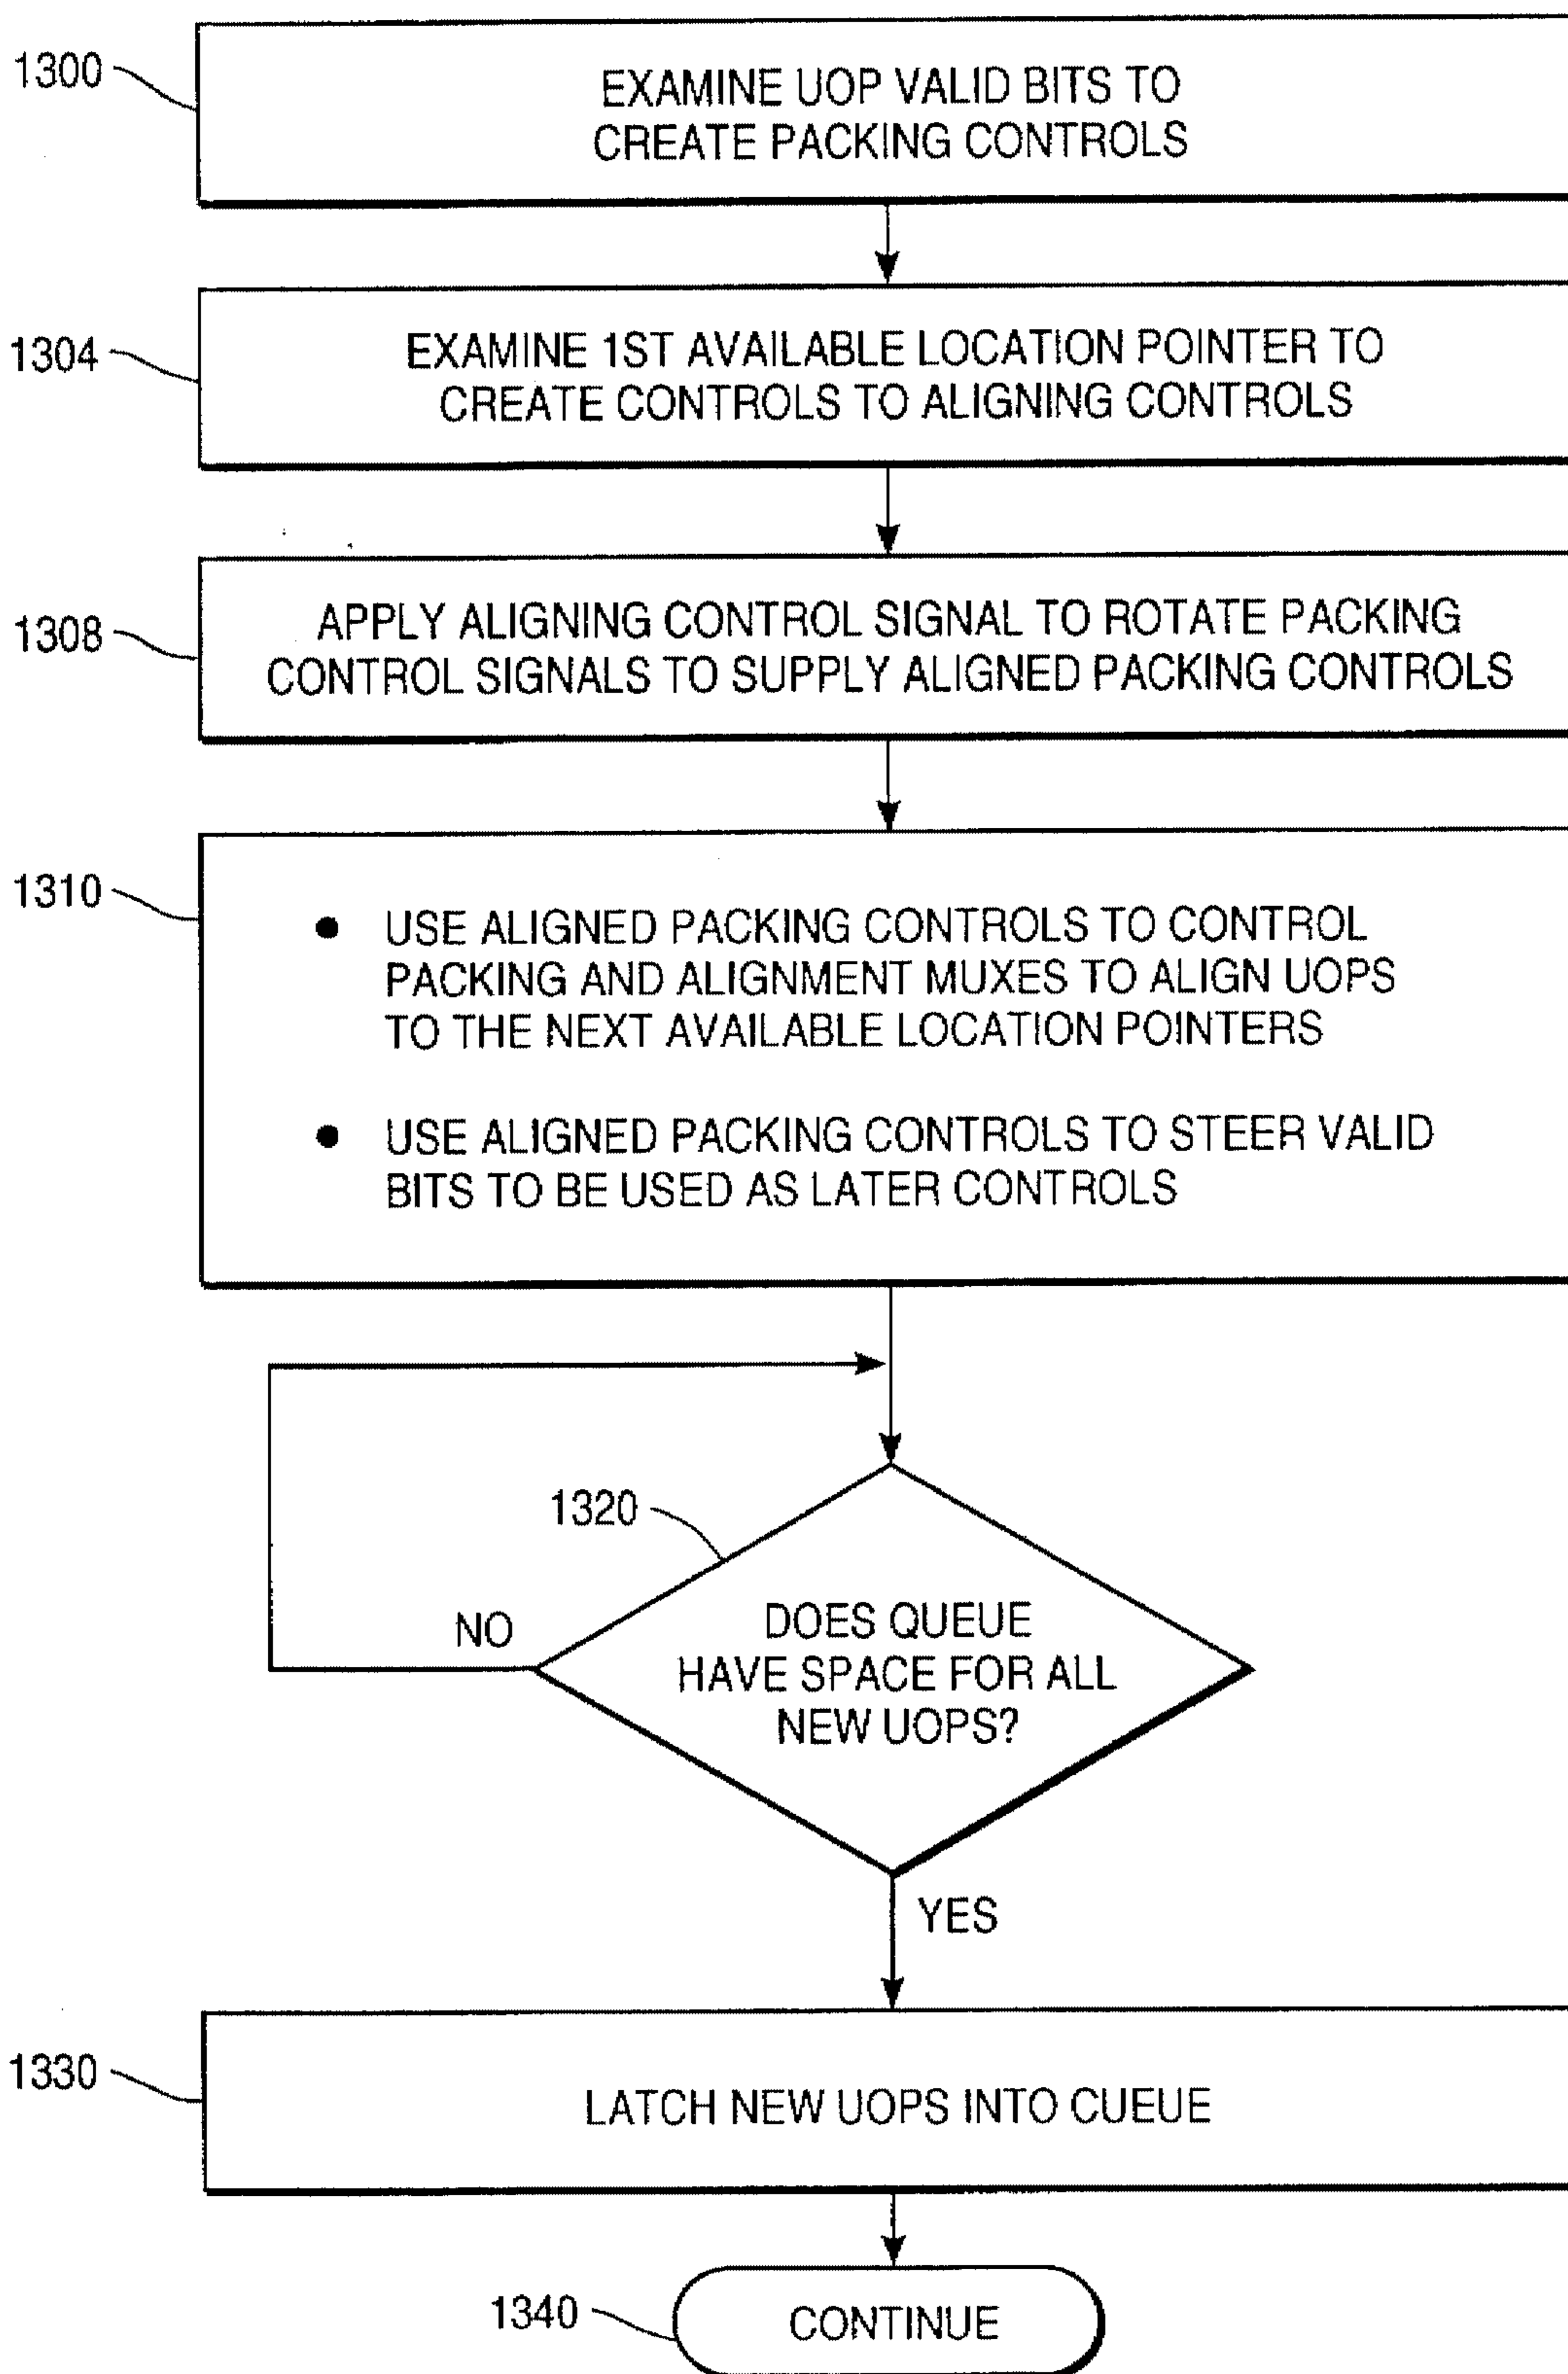 1300
EXAMINE UOP VALID BITS TO
CREATE PACKING CONTROLS
1304
EXAMINE 1ST AVAILABLE LOCATION POINTER TO
CREATE CONTROLS TO ALIGNING CONTROLS
1308
APPLY ALIGNING CONTROL SIGNAL TO ROTATE PACKING
CONTROL SIGNALS TO SUPPLY ALIGNED PACKING CONTROLS
1310
● USE ALIGNED PACKING CONTROLS TO CONTROL
PACKING AND ALIGNMENT MUXES TO ALIGN UOPS
TO THE NEXT AVAILABLE LOCATION POINTERS
● USE ALIGNED PACKING CONTROLS TO STEER VALID
BITS TO BE USED AS LATER CONTROLS
1320
NO
DOES QUEUE
HAVE SPACE FOR ALL
NEW UOPS?
YES
1330
LATCH NEW UOPS INTO CUEUE
1340
CONTINUE